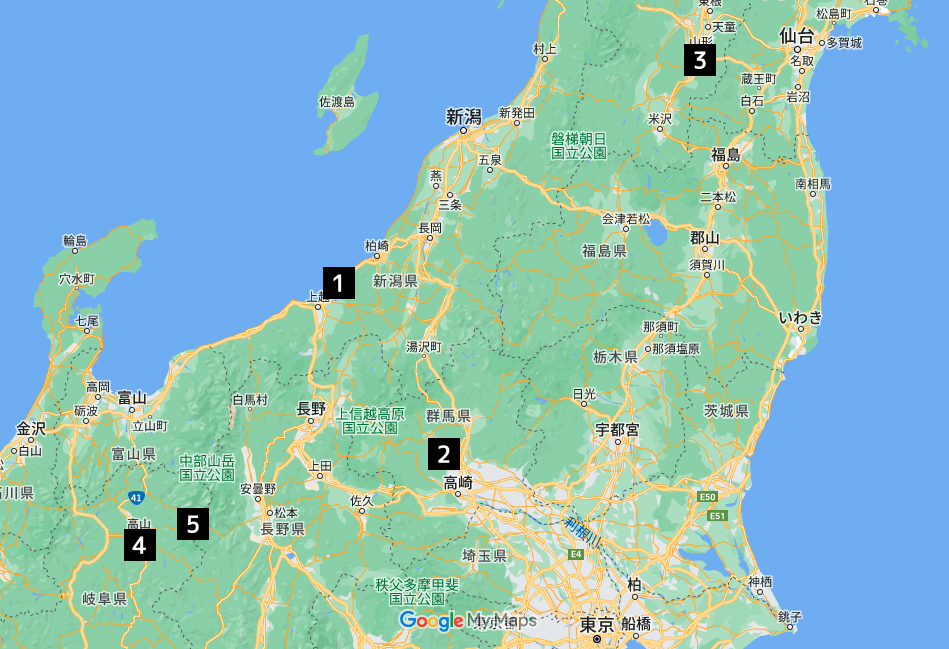 東根
石巻
天童
松島町
山形
仙台
多賀城
3
名取
村上
蔵王町
岩沼
白石
佐渡島
新潟
新発田
米沢
磐梯朝日
国立公園
福島
五泉
燕
南相馬
二本松
三条
会津若松
長岡
輪島
柏崎
郡山
福島県
穴水町
1
新潟県
須賀川
上越
七尾
いわき
那須町
湯沢町
那須塩原
栃木県
高岡
富山
白馬村
日光
砺波
長野
上信越高原
国立公園
群馬県
茨城県
立山町
金沢
宇都宮
白山
富山県
2
中部山岳
国立公園
上田
高崎
安曇野
石川県
41
佐久
E50
松本
E51
高山
5
長野県
利根川
4
E4
埼玉県
秩父多摩甲斐
国立公園
柏
神栖
岐阜県
Google My Maps
東京
船橋
銚子